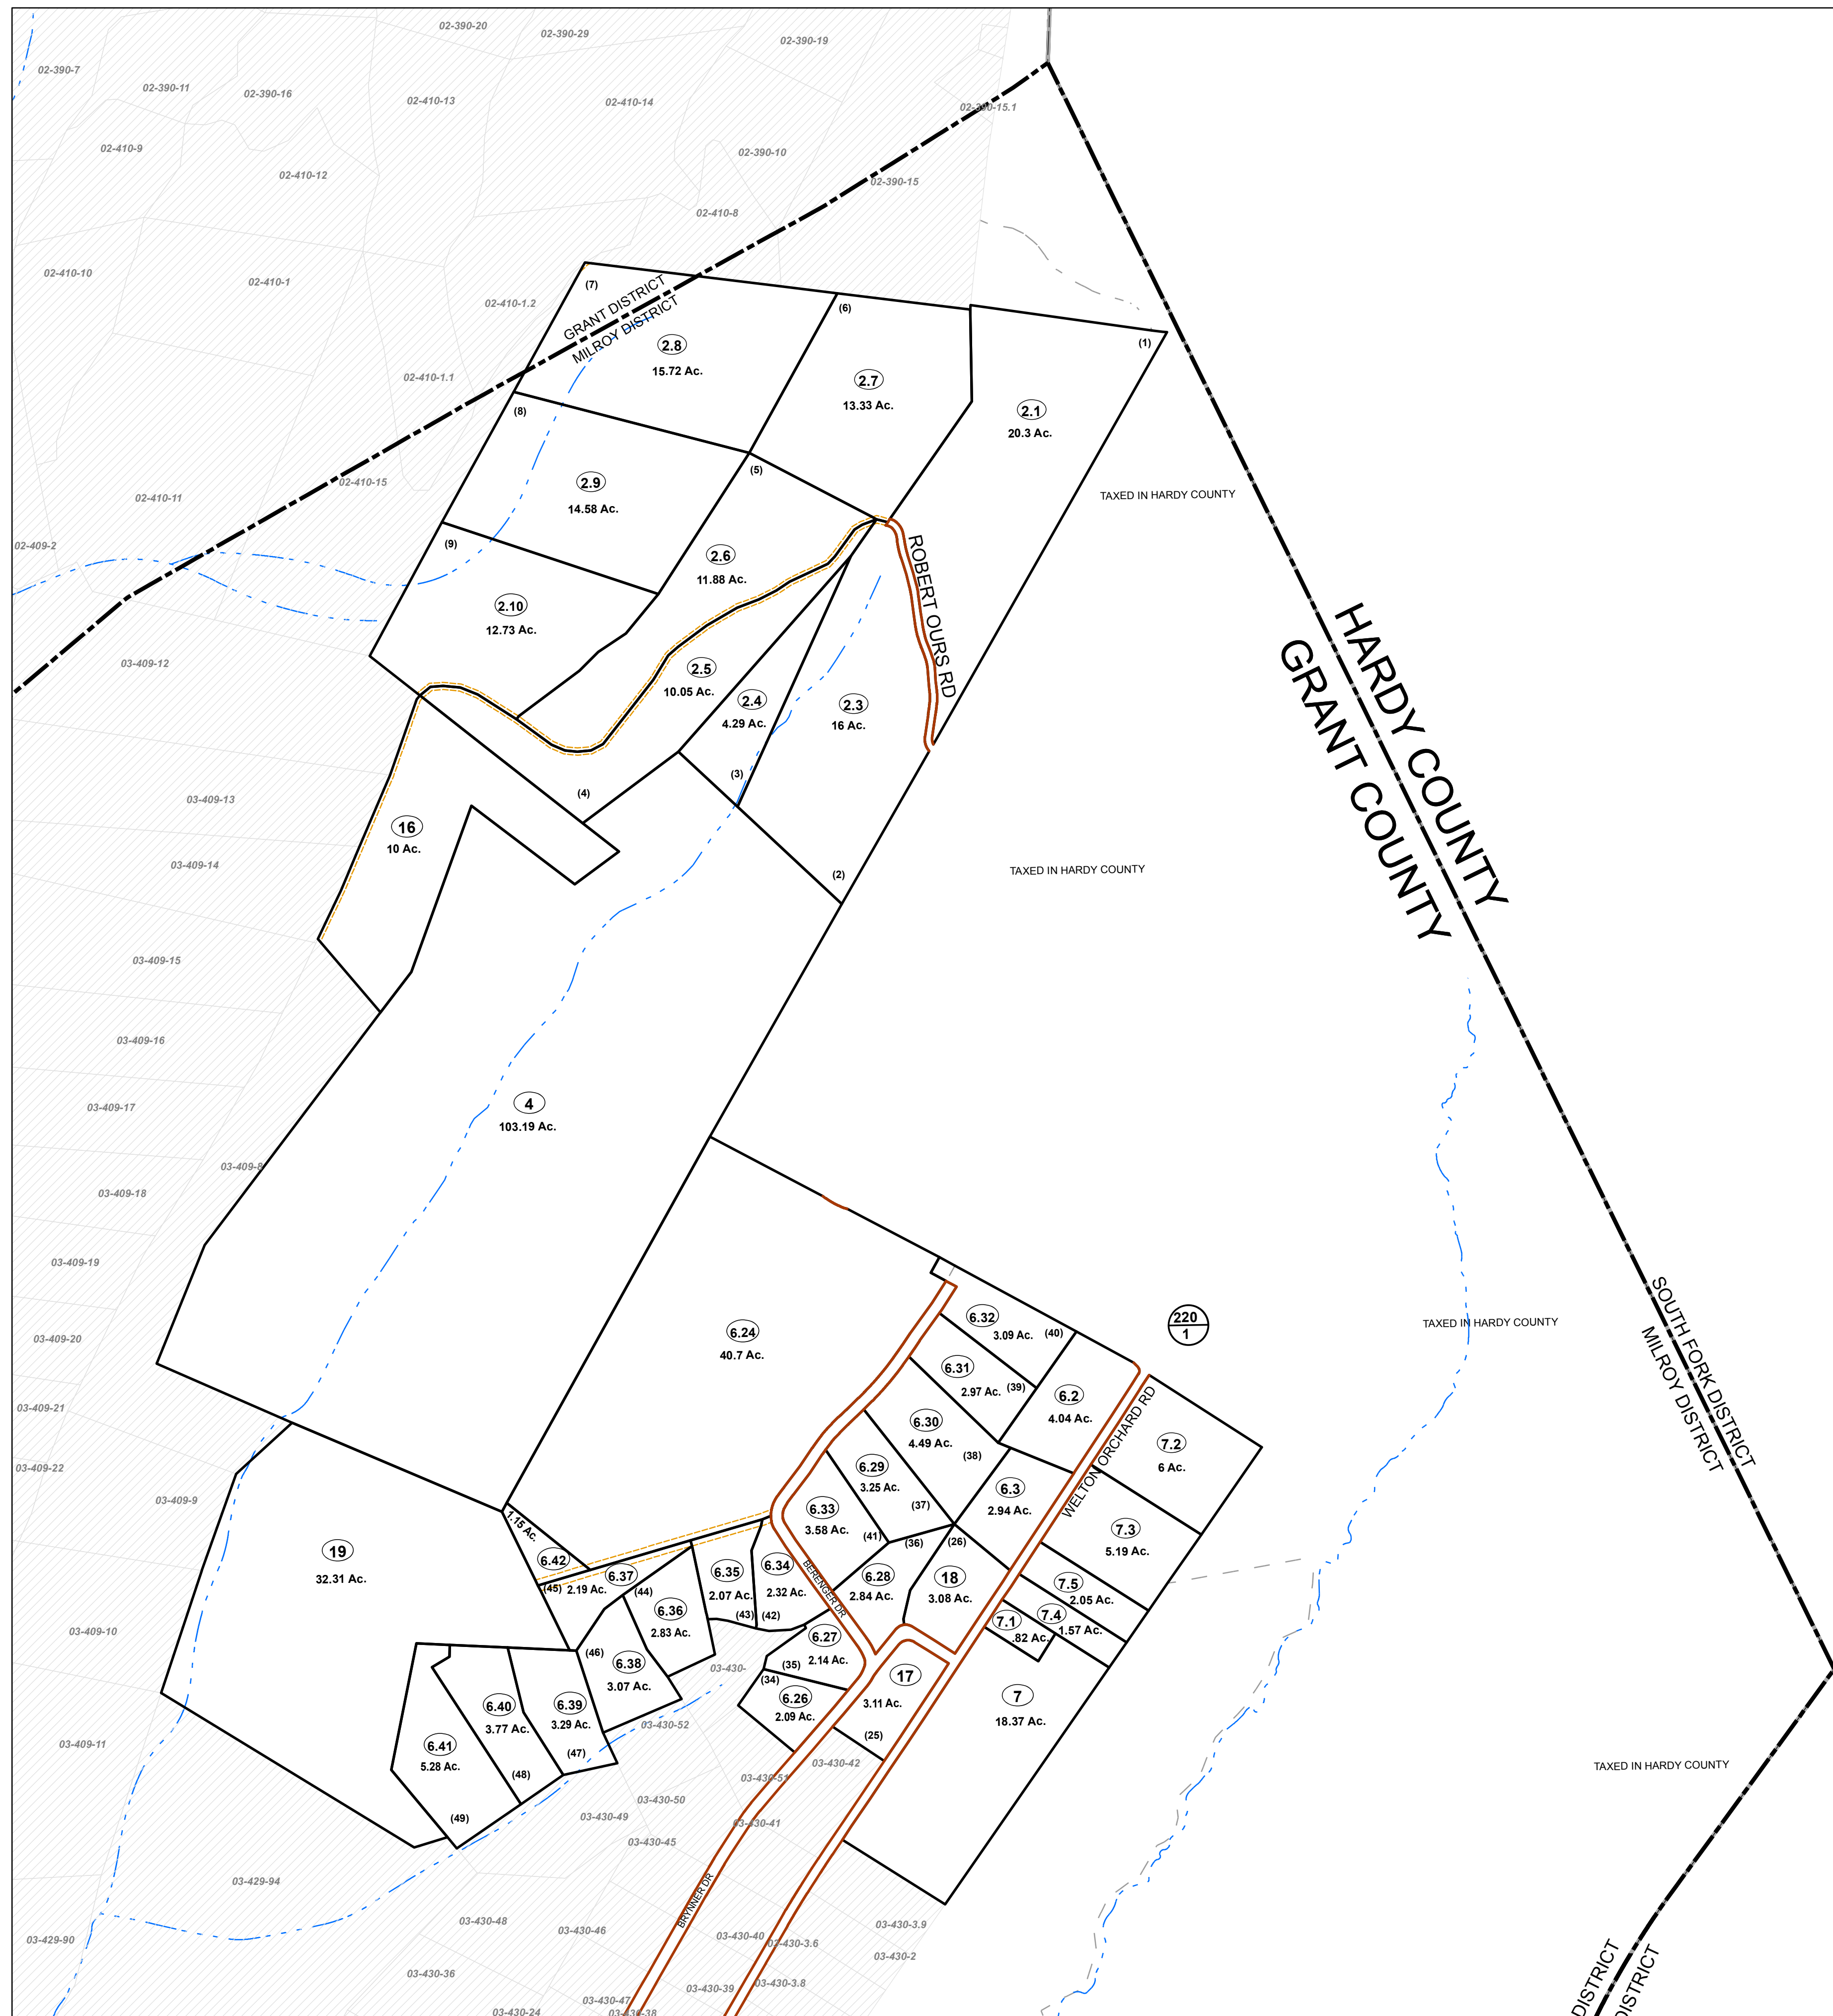 02-390-20
02-390-29
02-390-19
02-390-7
02-390-11
02-390-16
02-410-13
02-410-14
02-390-15.1
02-410-9
02-410-12
02-390-10
02-390-15
02-410-8
02-410-10
02-410-1
02-410-1.2
(7)
GRANT DISTRICT
MILROY DISTRICT
(6)
(1)
2.8
15.72 Ac.
02-410-1.1
2.7
13.33 Ac.
2.1
20.3 Ac.
(8)
(5)
02-410-11
02-410-15
2.9
14.58 Ac.
TAXED IN HARDY COUNTY
02-409-2
(9)
2.6
11.88 Ac.
ROBERT OURS RD
2.10
12.73 Ac.
HARDY COUNTY
GRANT COUNTY
03-409-12
2.5
10.05 Ac.
2.4
4.29 Ac.
2.3
16 Ac.
(3)
(4)
03-409-13
16
10 Ac.
03-409-14
(2)
TAXED IN HARDY COUNTY
03-409-15
03-409-16
4
103.19 Ac.
03-409-17
03-409-8
03-409-18
03-409-19
03-409-20
6.24
40.7 Ac.
6.32
3.09 Ac.
(40)
220
1
TAXED IN HARDY COUNTY
SOUTH FORK DISTRICT
MILROY DISTRICT
6.31
2.97 Ac.
(39)
6.2
4.04 Ac.
03-409-21
6.30
4.49 Ac.
(38)
WELTON ORCHARD RD
7.2
6 Ac.
03-409-22
03-409-9
6.29
3.25 Ac.
(37)
6.3
2.94 Ac.
6.33
3.58 Ac.
(41)
(36)
(26)
7.3
5.19 Ac.
19
32.31 Ac.
1.15 Ac.
6.42
(45)
2.19 Ac.
6.37
(44)
6.35
2.07 Ac.
(43)
6.34
2.32 Ac.
(42)
BERENGER DR
6.28
2.84 Ac.
18
3.08 Ac.
7.5
2.05 Ac.
7.4
1.57 Ac.
7.1
.82 Ac.
6.36
2.83 Ac.
03-409-10
(46)
6.38
3.07 Ac.
03-430-
6.27
2.14 Ac.
(35)
(34)
6.26
2.09 Ac.
17
3.11 Ac.
(25)
7
18.37 Ac.
6.40
3.77 Ac.
6.39
3.29 Ac.
(47)
03-430-52
03-409-11
6.41
5.28 Ac.
(48)
(49)
03-430-42
03-430-51
TAXED IN HARDY COUNTY
03-430-50
03-430-49
03-430-41
03-430-45
03-429-94
BRYNNER DR
03-430-48
03-430-46
03-430-3.9
03-429-90
03-430-40
03-430-3.6
03-430-2
03-430-36
03-430-39
03-430-3.8
03-430-47
03-430-24
03-430-38
DISTRICT
DISTRICT